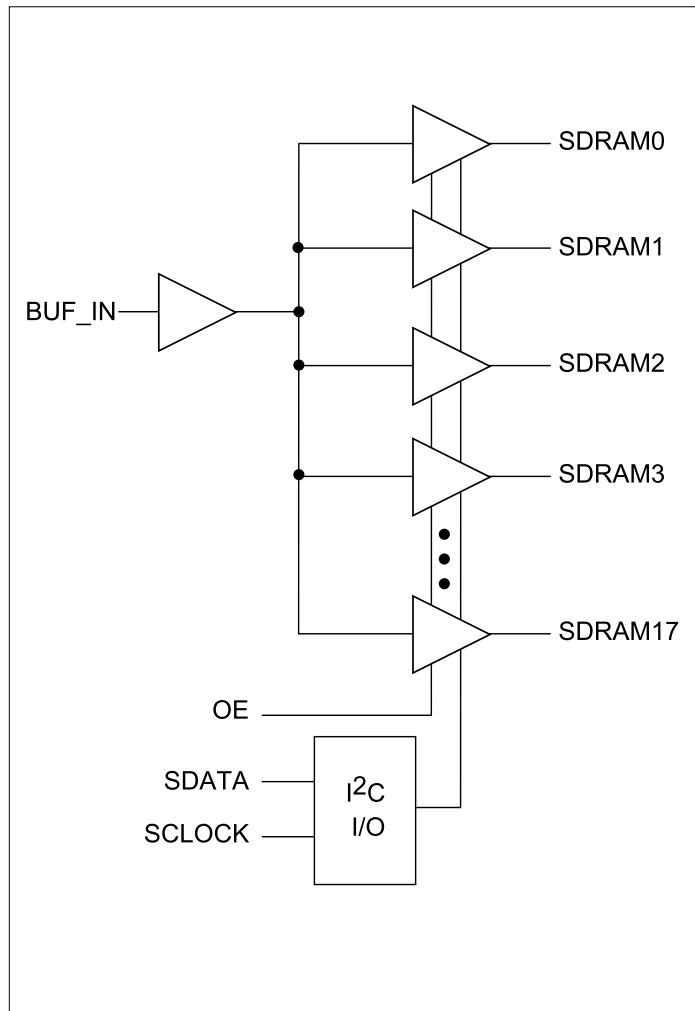 SDRAM0
SDRAM1
BUF_IN
SDRAM2
SDRAM3
SDRAM17
OE
SDATA
I²C
I/O
SCLOCK